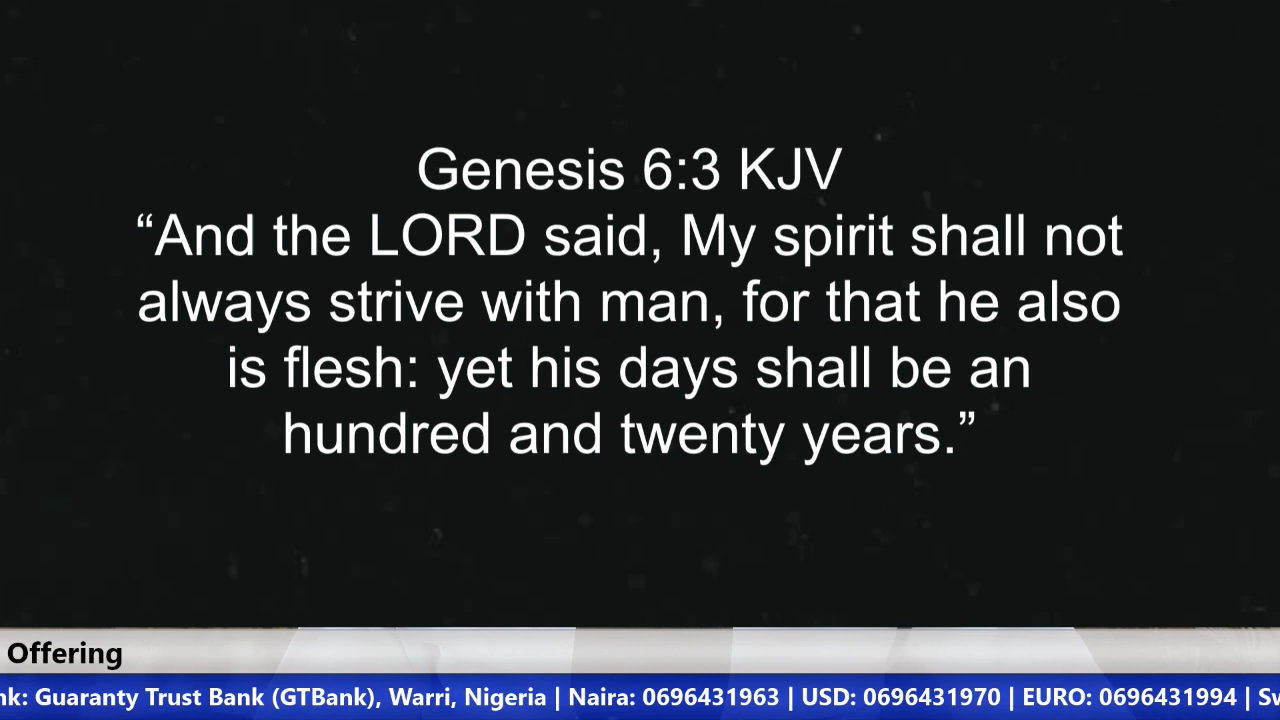 Genesis 6:3 KJV
“And the LORD said, My spirit shall not
always strive with man, for that he also
is flesh: yet his days shall be an
hundred and twenty years.”
Offering
Guaranty Trust Bank (GTBank), Warri, Nigeria | Naira: 0696431963 | USD: 0696431970 | EURO: 0696431994 |